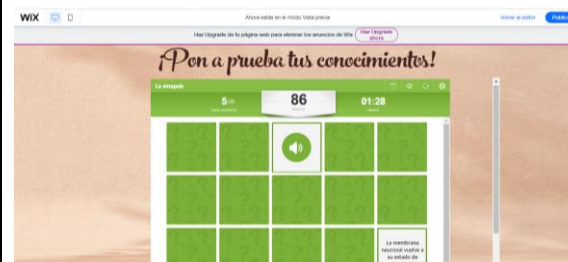 WIX
Ahora estás en el modo Vista previa
Volver al editor
Publicar
Haz Upgrade de tu página web para eliminar los anuncios de Wix
Haz Upgrade
ahora
¡Pon a prueba tus conocimientos!
La sinapsis
5
86
01:28
La membrana
neuronal vuelve a
su estado de